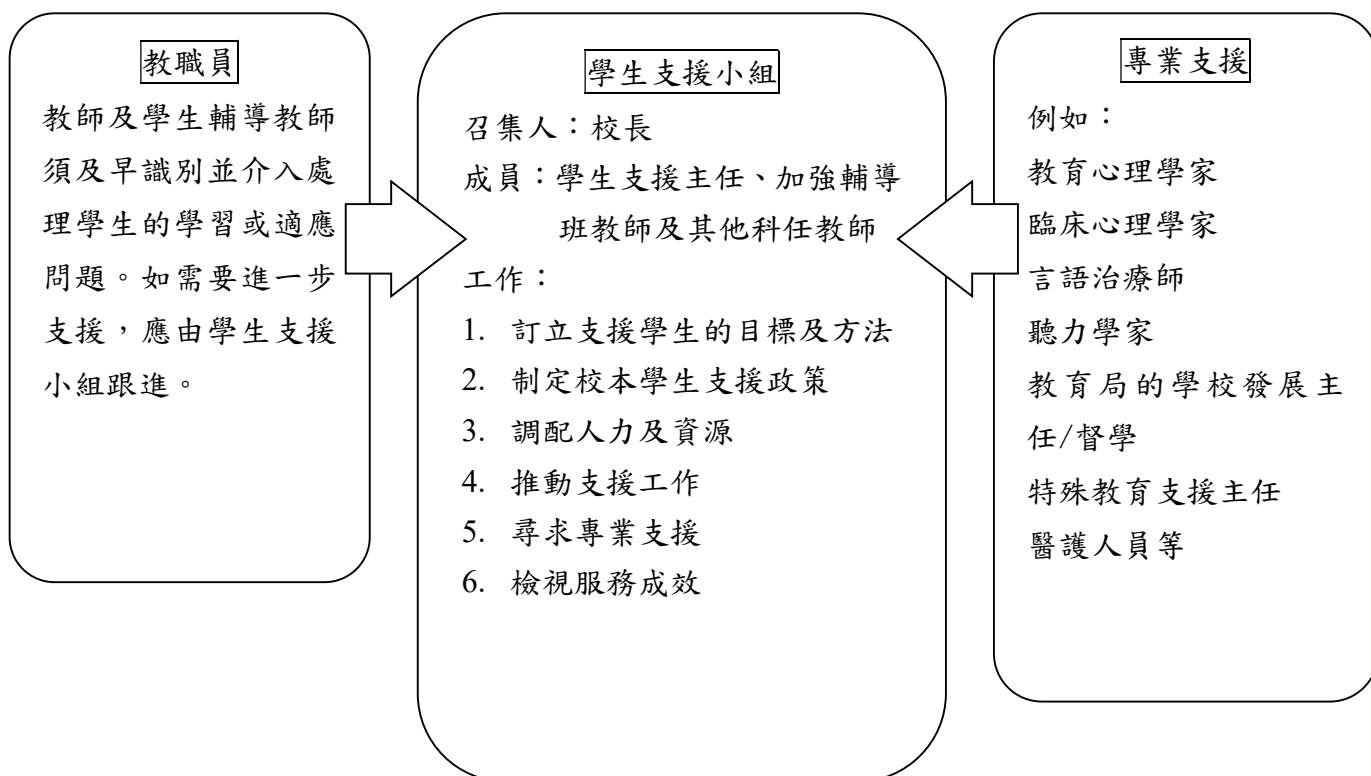 教職員
教師及學生輔導教師
須及早識別並介入處
理學生的學習或適應
問題。如需要進一步
支援，應由學生支援
小組跟進。
學生支援小組
召集人：校長
成員：學生支援主任、加強輔導
班教師及其他科任教師
工作：
1. 訂立支援學生的目標及方法
2. 制定校本學生支援政策
3. 調配人力及資源
4. 推動支援工作
5. 尋求專業支援
6. 檢視服務成效
專業支援
例如：
教育心理學家
臨床心理學家
言語治療師
聽力學家
教育局的學校發展主
任/督學
特殊教育支援主任
醫護人員等